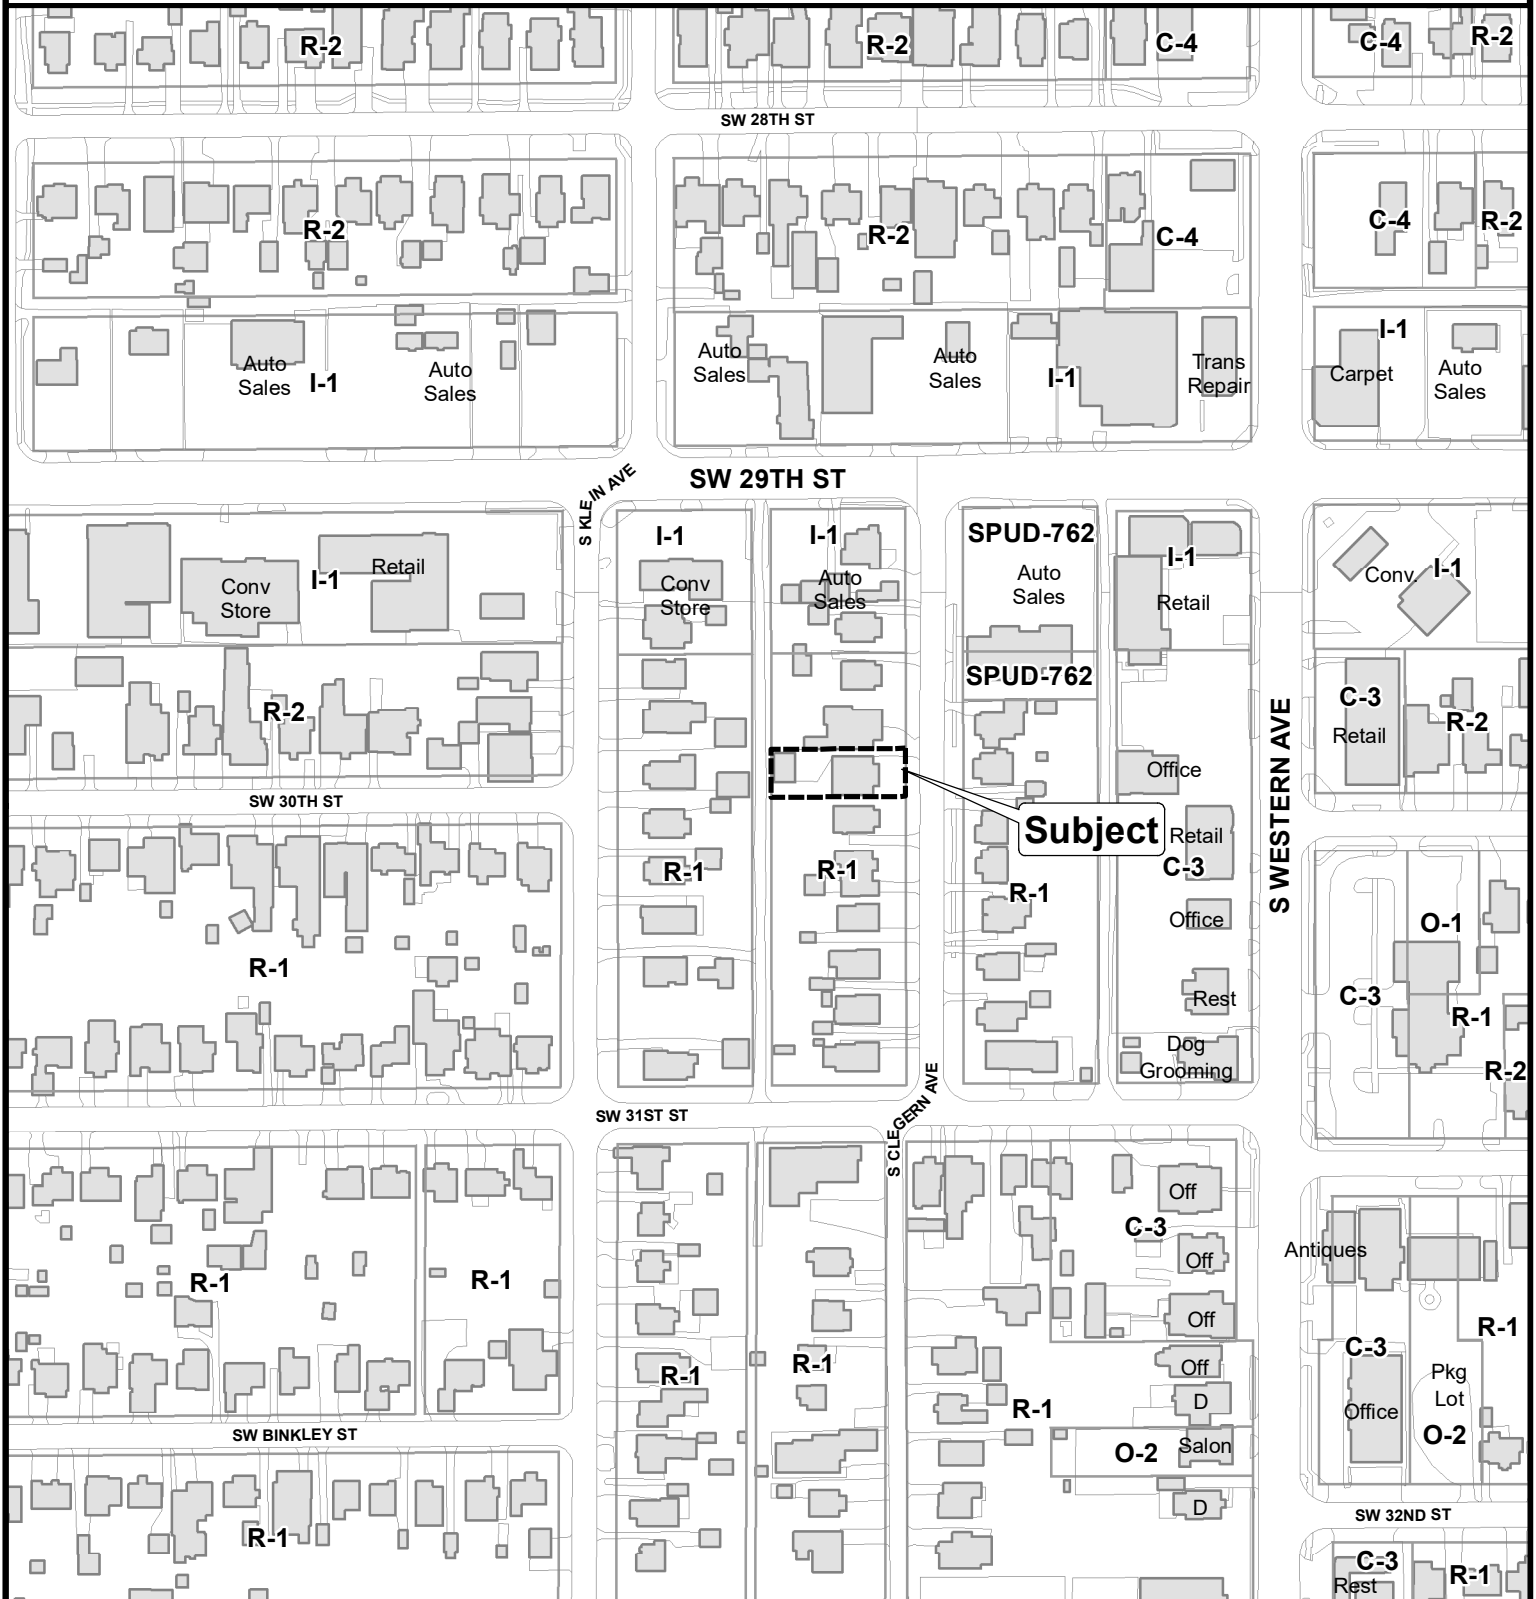 R-2
R-2
C-4
C-4
R-2
SW 28TH ST
R-2
R-2
C-4
C-4
R-2
Auto
Sales
I-1
Auto
Sales
Auto
Sales
Auto
Sales
I-1
Trans
Repair
I-1
Carpet
Auto
Sales
S KLEIN AVE
SW 29TH ST
Conv
Store
I-1
Retail
I-1
Conv
Store
I-1
Auto
Sales
SPUD-762
Auto
Sales
SPUD-762
I-1
Retail
Conv.
I-1
R-2
C-3
Retail
R-2
S WESTERN AVE
SW 30TH ST
Office
Subject
Retail
C-3
R-1
R-1
R-1
Office
O-1
R-1
C-3
Rest
R-1
Dog
Grooming
R-2
SW 31ST ST
S CLEGERN AVE
Off
C-3
Off
Antiques
R-1
R-1
Off
R-1
C-3
R-1
R-1
Off
Pkg
Lot
R-1
D
Office
SW BINKLEY ST
O-2
Salon
O-2
D
SW 32ND ST
R-1
C-3
Rest
R-1